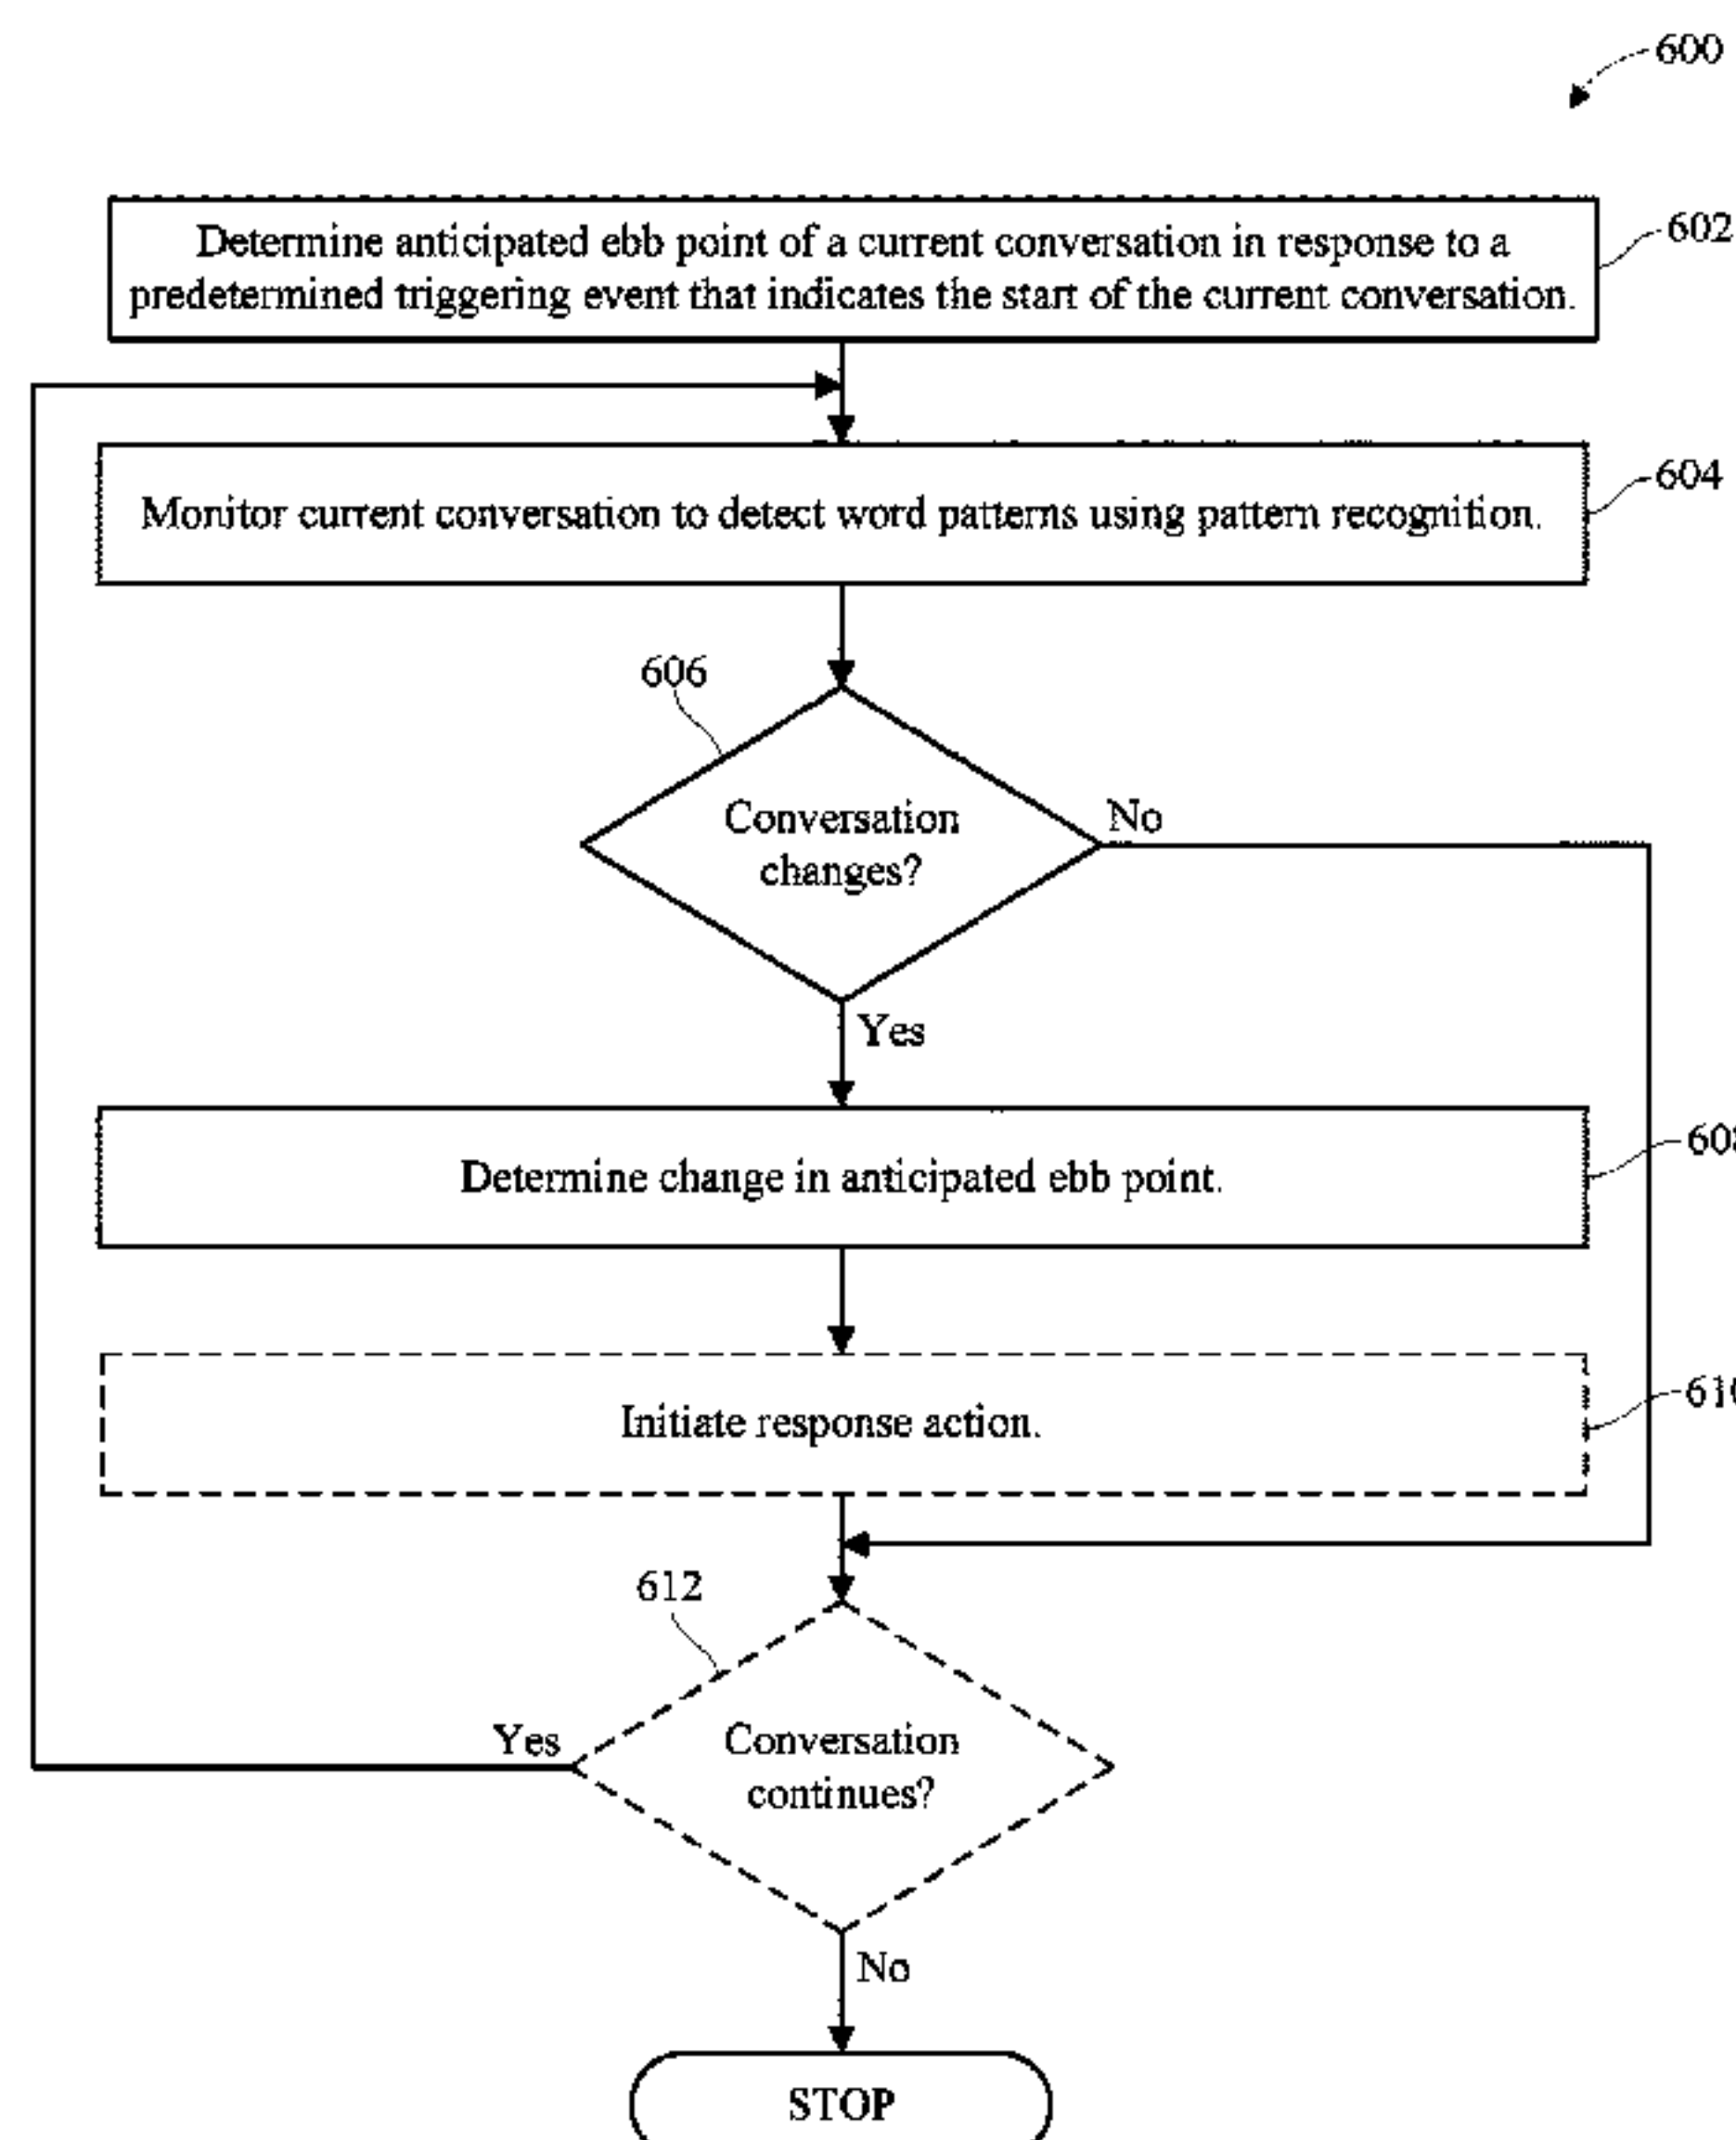 600
Determine anticipated ebb point of a current conversation in response to a
predetermined triggering event that indicates the start of the current conversation.
602
Monitor current conversation to detect word patterns using pattern recognition.
604
606
Conversation
changes?
No
Yes
Determine change in anticipated ebb point.
608
Initiate response action.
610
612
Conversation
continues?
Yes
No
STOP